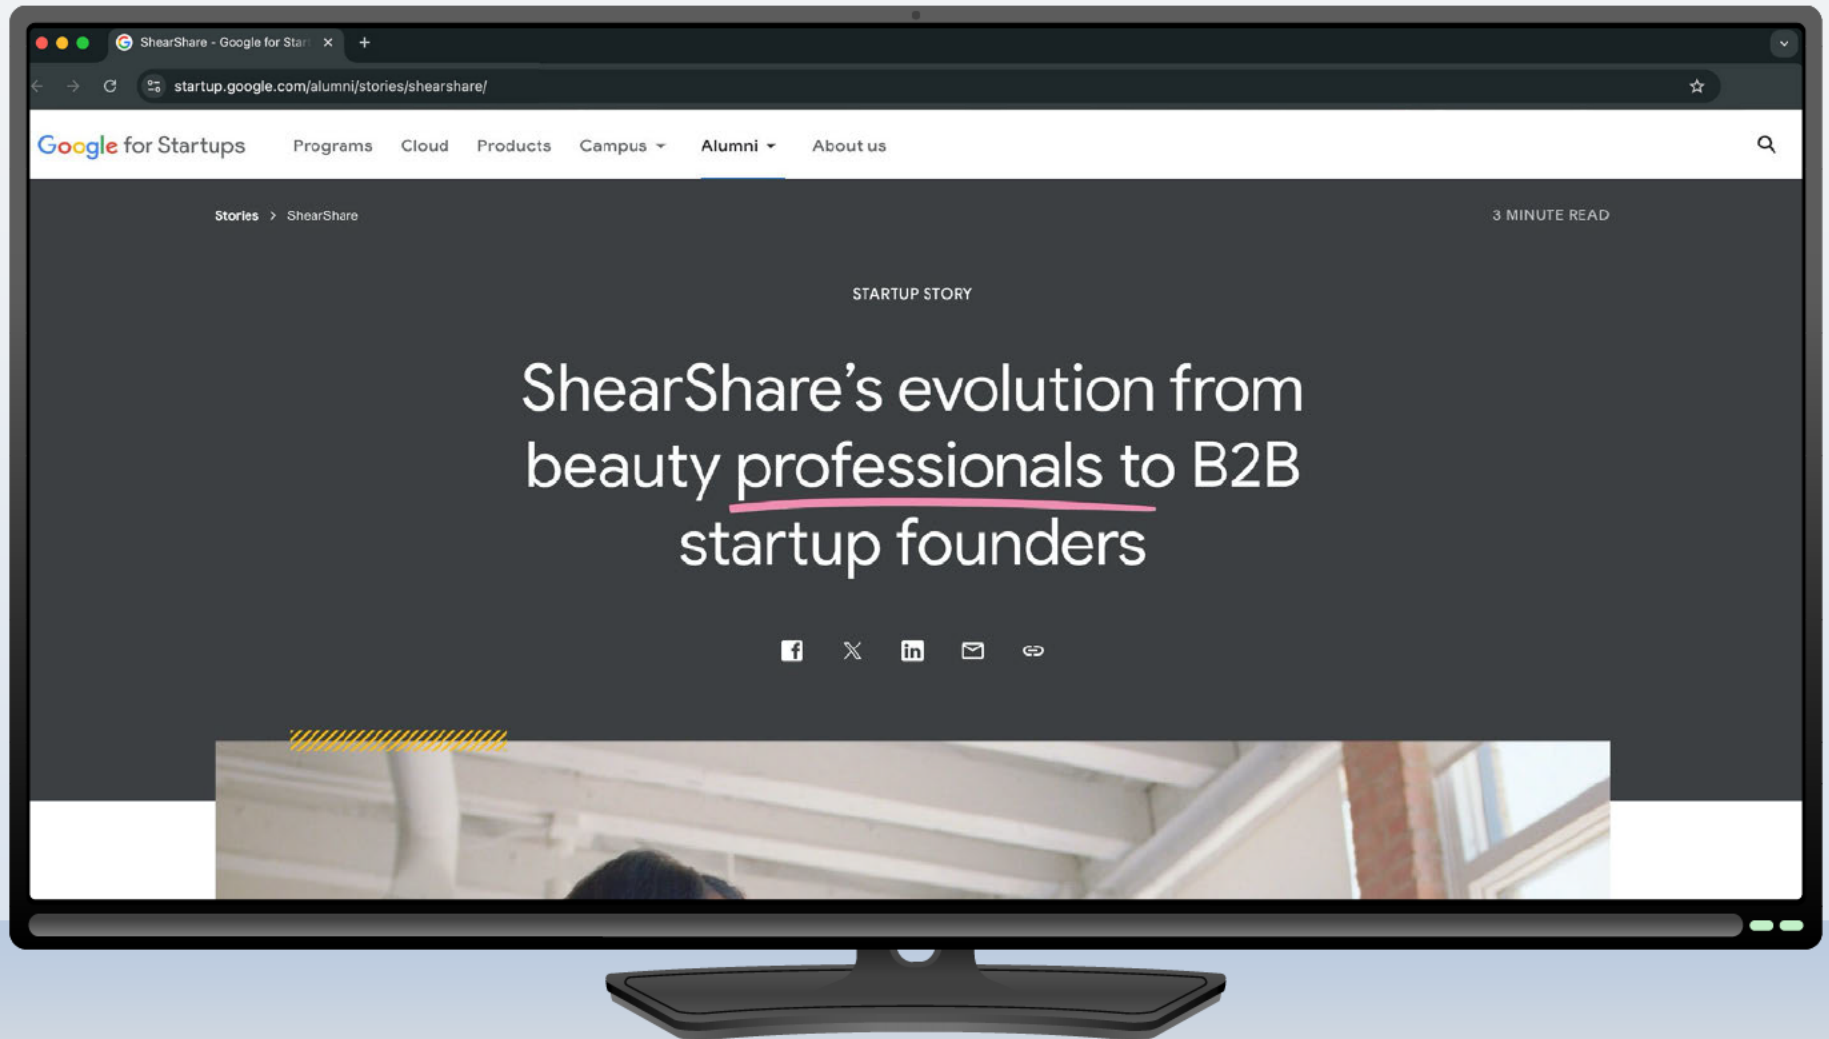 ShearShare - Google for Star
startup.google.com/alumni/stories/shearshare/
Google for Startups Programs Cloud Products Campus Alumni About us
Stories > ShearShare 3 MINUTE READ
STARTUP STORY
ShearShare’s evolution from
beauty professionals to B2B
startup founders